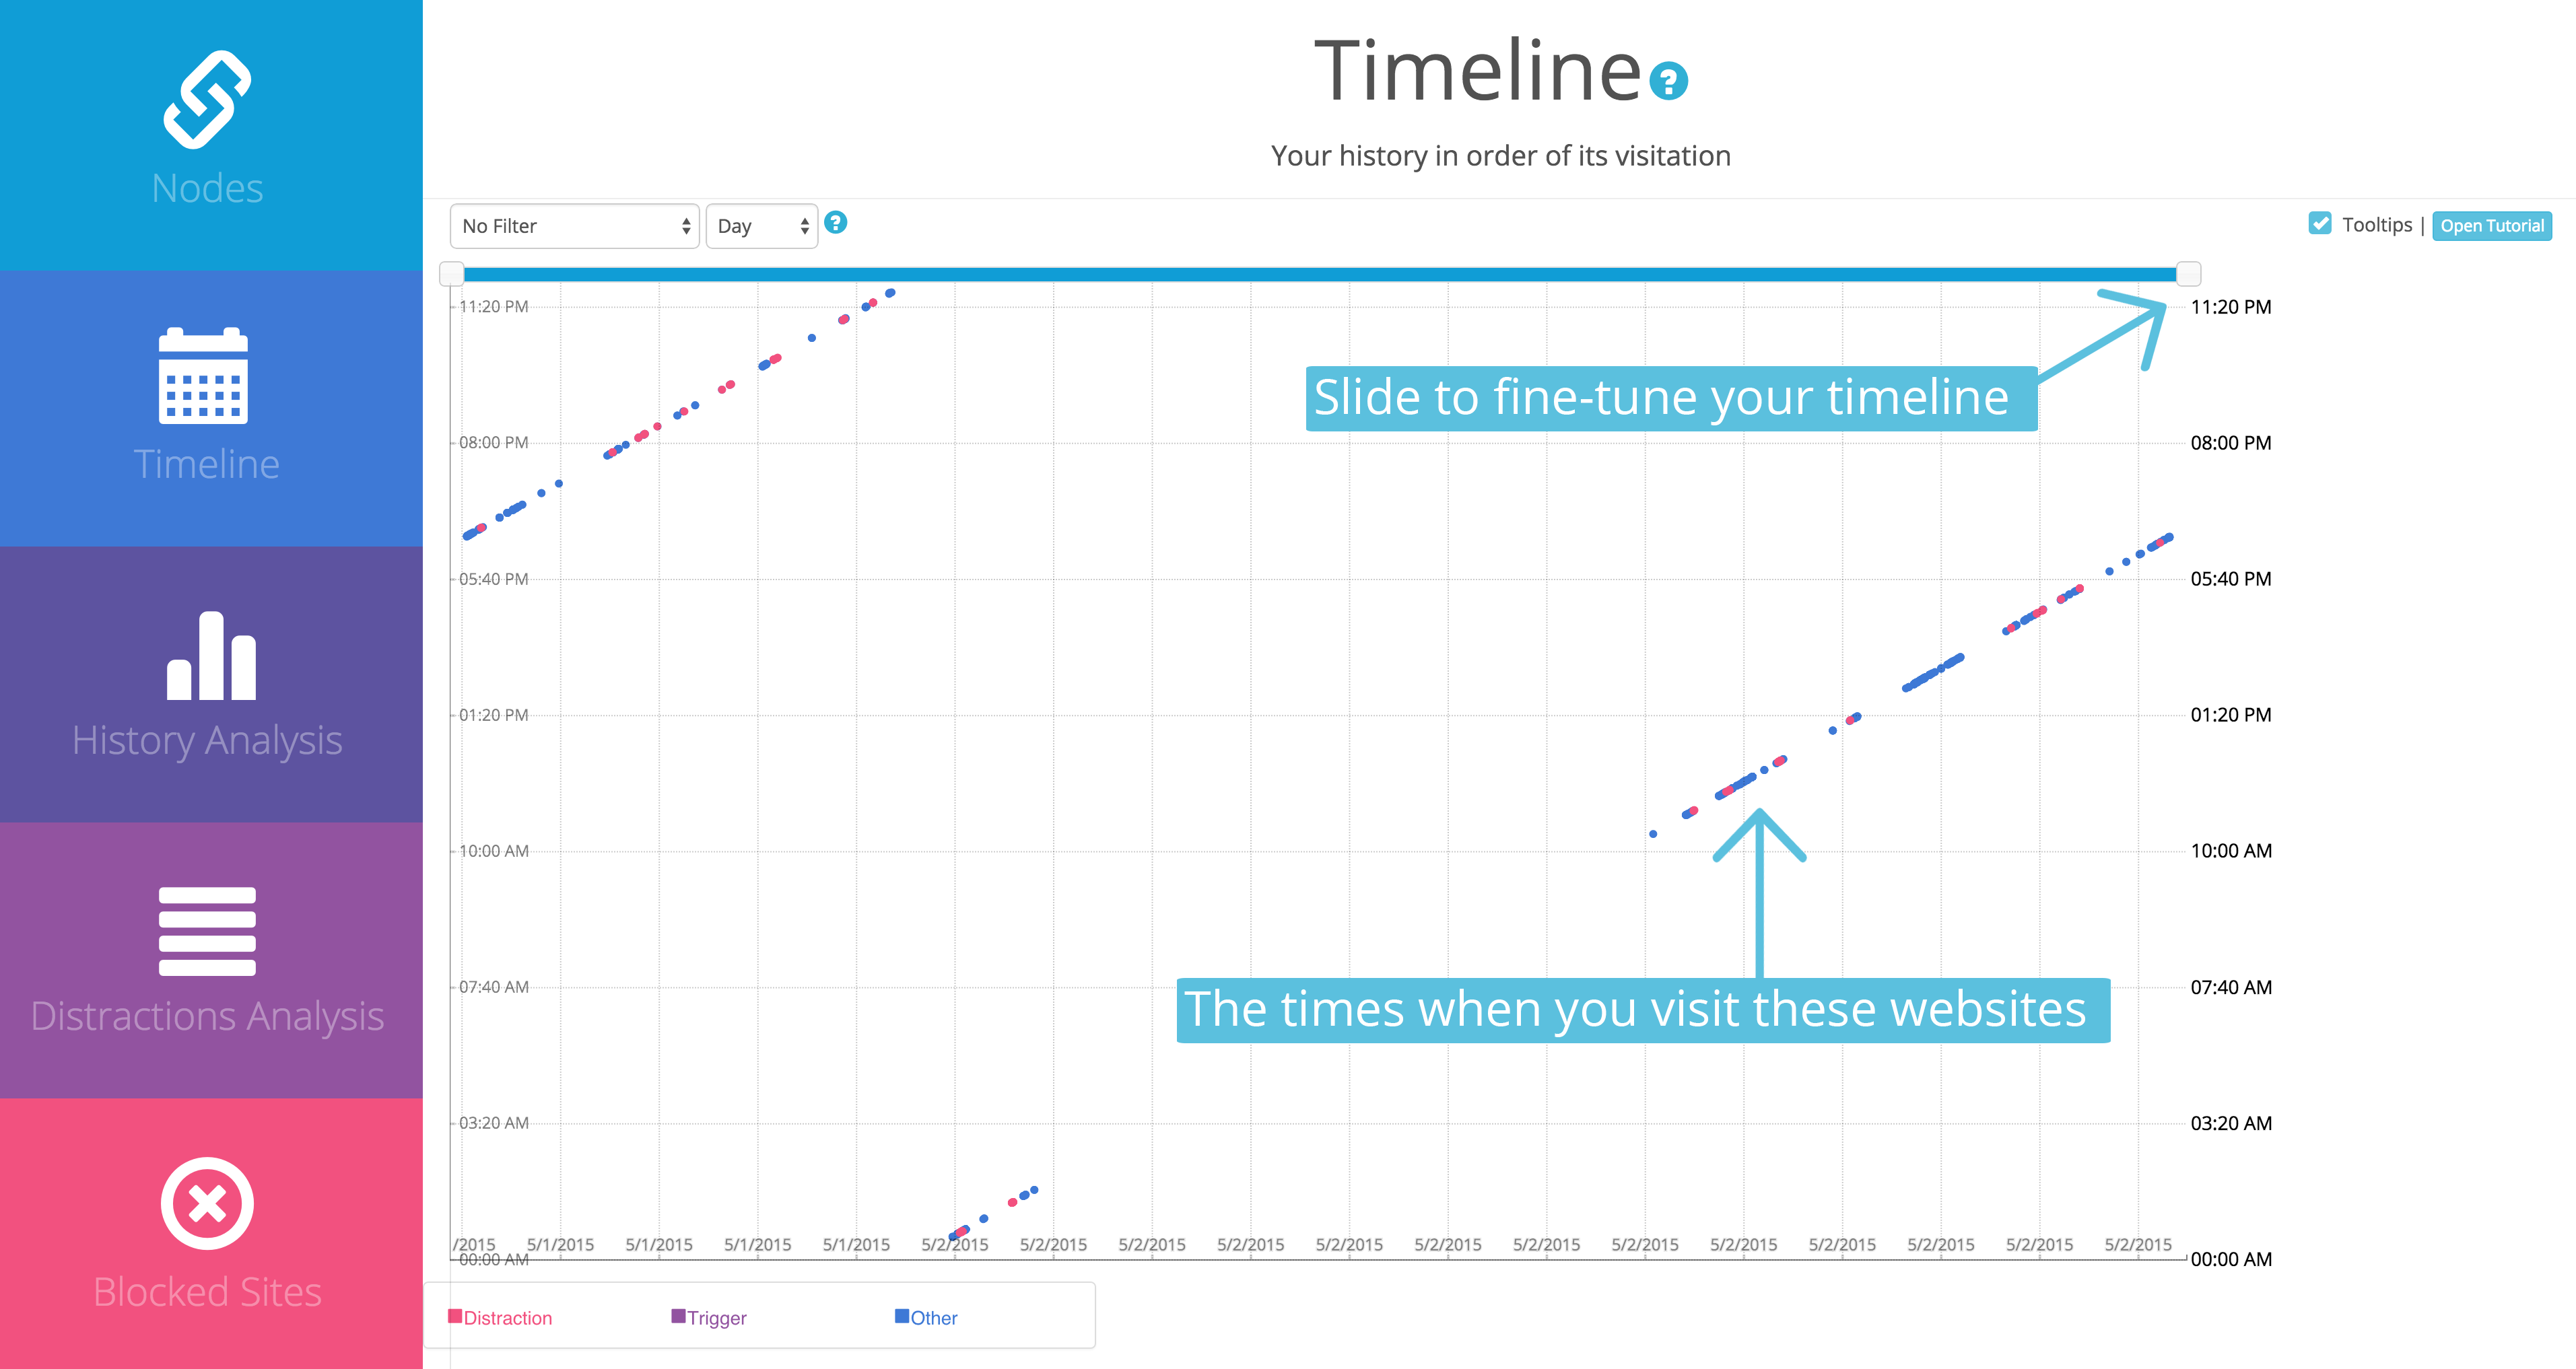 Nodes
Timeline
History Analysis
Distractions Analysis
Blocked Sites
Timeline ?
Your history in order of its visitation
No Filter Day ? Tooltips | Open Tutorial
11:20 PM 11:20 PM
Slide to fine-tune your timeline
08:00 PM 08:00 PM
05:40 PM 05:40 PM
01:20 PM 01:20 PM
10:00 AM 10:00 AM
07:40 AM 07:40 AM
The times when you visit these websites
03:20 AM 03:20 AM
/2015 5/1/2015 5/1/2015 5/1/2015 5/1/2015 5/2/2015 5/2/2015 5/2/2015 5/2/2015 5/2/2015 5/2/2015 5/2/2015 5/2/2015 5/2/2015 5/2/2015 5/2/2015 5/2/2015 5/2/2015
00:00 AM 00:00 AM
Distraction Trigger Other